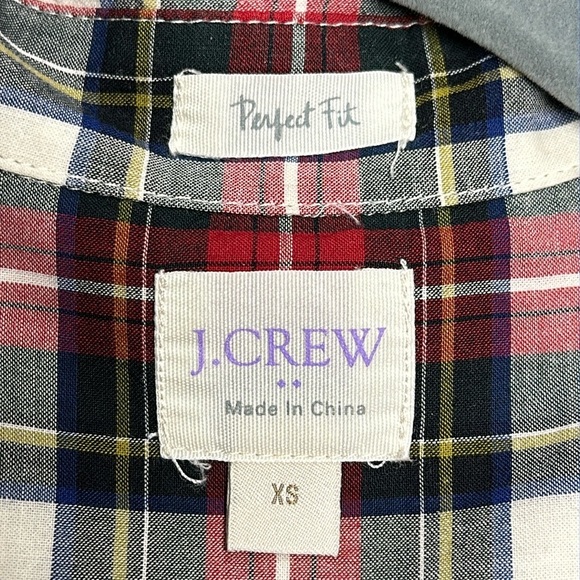 Perfect Fit
J.CREW
Made In China
XS